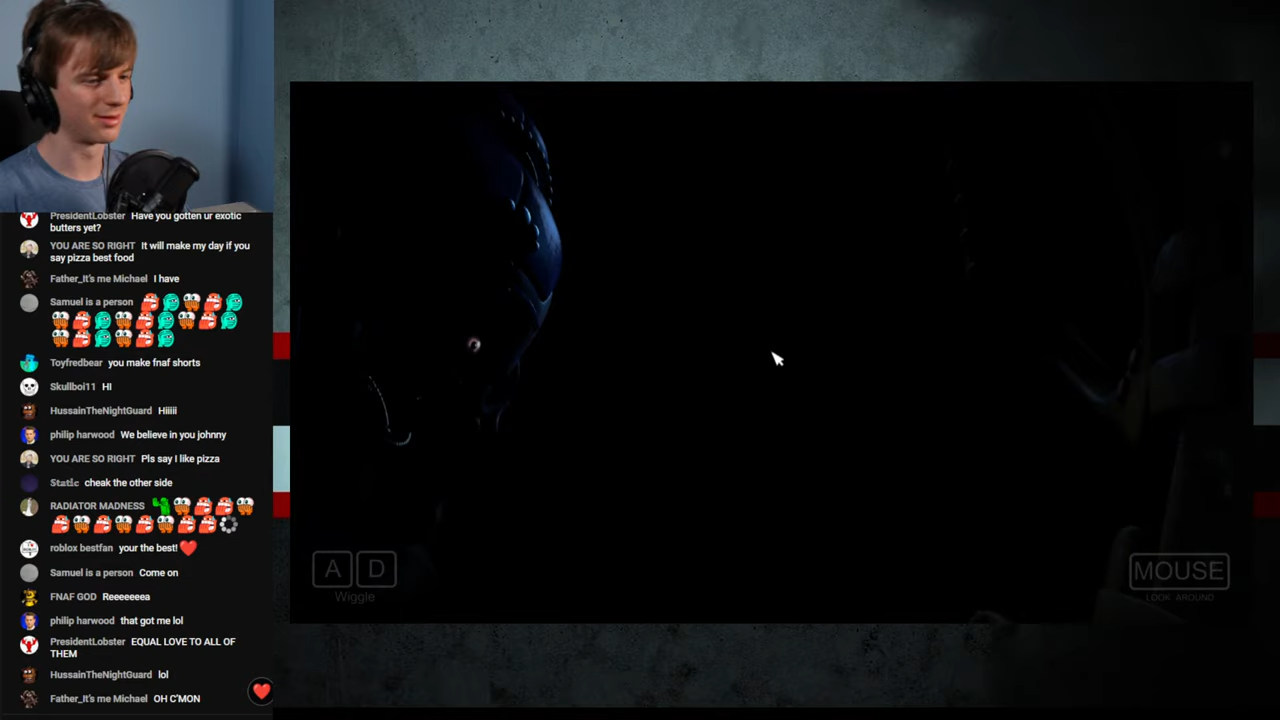 PresidentLobster Have you gotten ur exotic
butters yet?
YOU ARE SO RIGHT It will make my day if you
say pizza best food
Father_It's me Michael I have
Samuel is a person
Toyfredbear you make fnaf shorts
Skullboi11 HI
HussainTheNightGuard Hiiiii
philip harwood We believe in you johnny
YOU ARE SO RIGHT Pls say I like pizza
Static cheak the other side
RADIATOR MADNESS
roblox bestfan your the best!
Samuel is a person Come on
FNAF GOD Reeeeeeea
philip harwood that got me lol
PresidentLobster EQUAL LOVE TO ALL OF
THEM
HussainTheNightGuard lol
Father_It's me Michael OH C'MON
A D
Wiggle
MOUSE
LOOK AROUND